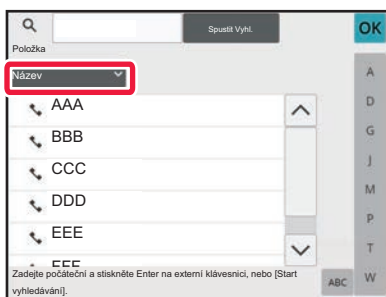 Spustit Vyhl.
OK
Položka
Název
A
AAA
D
BBB
G
CCC
J
DDD
M
EEE
P
FFF
T
Zadejte počáteční a stiskněte Enter na externí klávesnici, nebo [Start
vyhledávání].
ABC
W